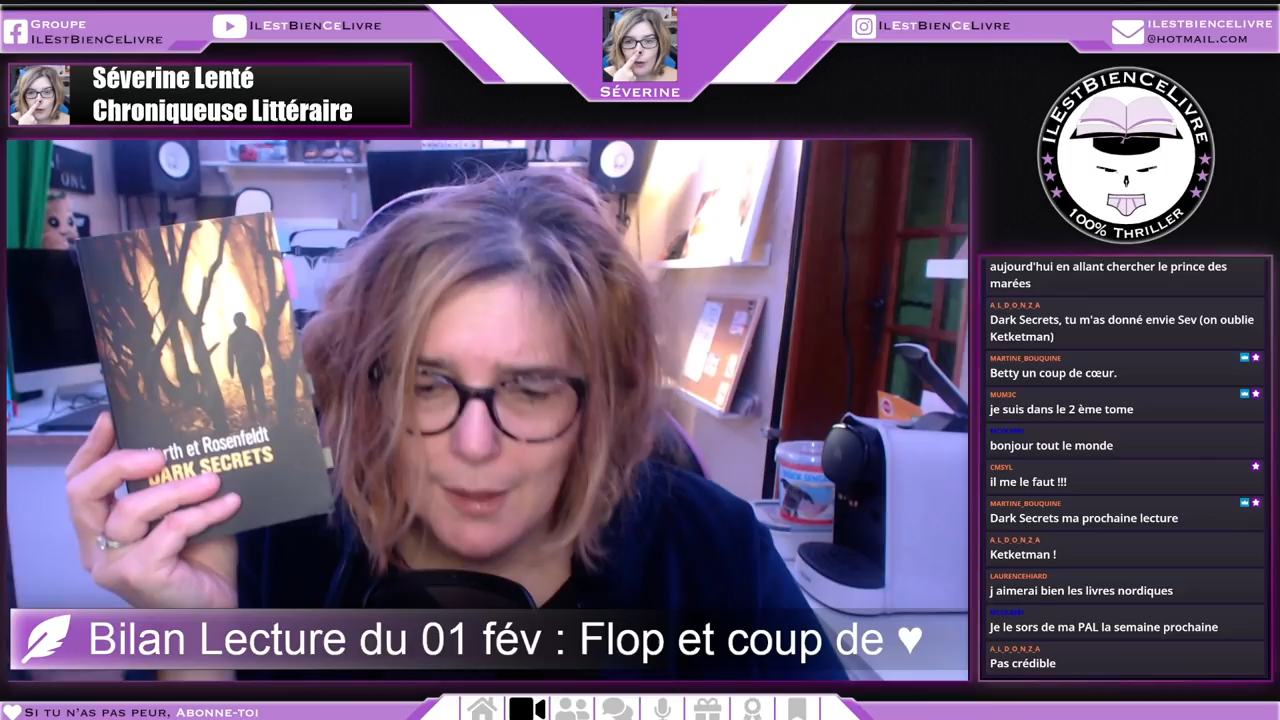 GROUPE
ILESTBIENCELIVRE
ILESTBIENCELIVRE
SÉVERINE
ILESTBIENCELIVRE
ILESTBIENCELIVRE
@HOTMAIL.COM
Séverine Lenté
Chroniqueuse Littéraire
ILESTBIENCELIVRE
100% THRILLER
et Rosenfeldt
DARK SECRETS
aujourd'hui en allant chercher le prince des
marées
A_L_D_O_N_Z_A
Dark Secrets, tu m'as donné envie Sev (on oublie
Ketketman)
MARTINE_BOUQUINE
Betty un coup de cœur.
MUM3C
je suis dans le 2 ème tome
bonjour tout le monde
CMSYL
il me le faut !!!
MARTINE_BOUQUINE
Dark Secrets ma prochaine lecture
A_L_D_O_N_Z_A
Ketketman !
LAURENCEHIARD
j aimerai bien les livres nordiques
Je le sors de ma PAL la semaine prochaine
A_L_D_O_N_Z_A
Pas crédible
Bilan Lecture du 01 fév : Flop et coup de ♥
SI TU N'AS PAS PEUR, ABONNE-TOI